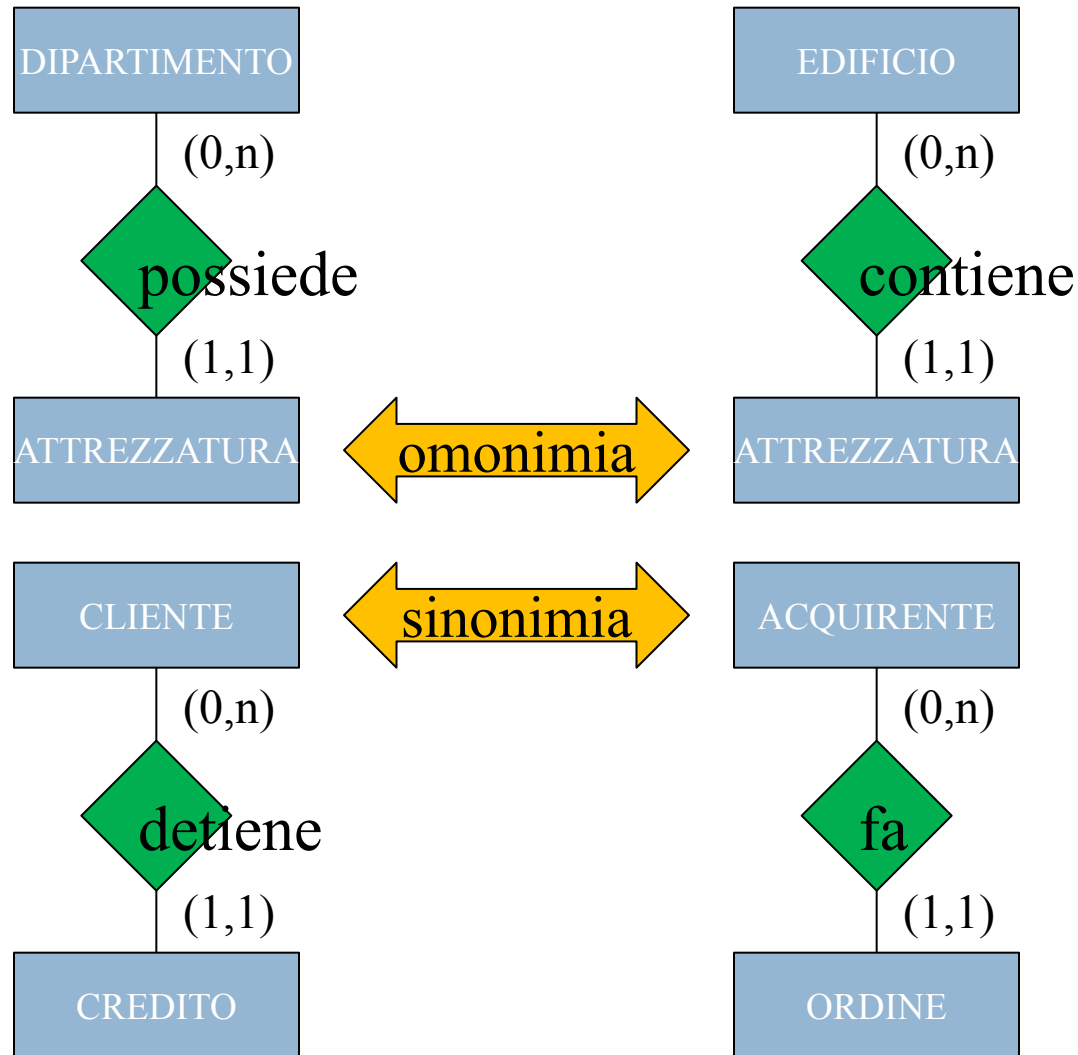 DIPARTIMENTO
EDIFICIO
(0,n)
(0,n)
possiede
contiene
(1,1)
(1,1)
ATTREZZATURA
omonimia
ATTREZZATURA
CLIENTE
sinonimia
ACQUIRENTE
(0,n)
(0,n)
detiene
fa
(1,1)
(1,1)
CREDITO
ORDINE